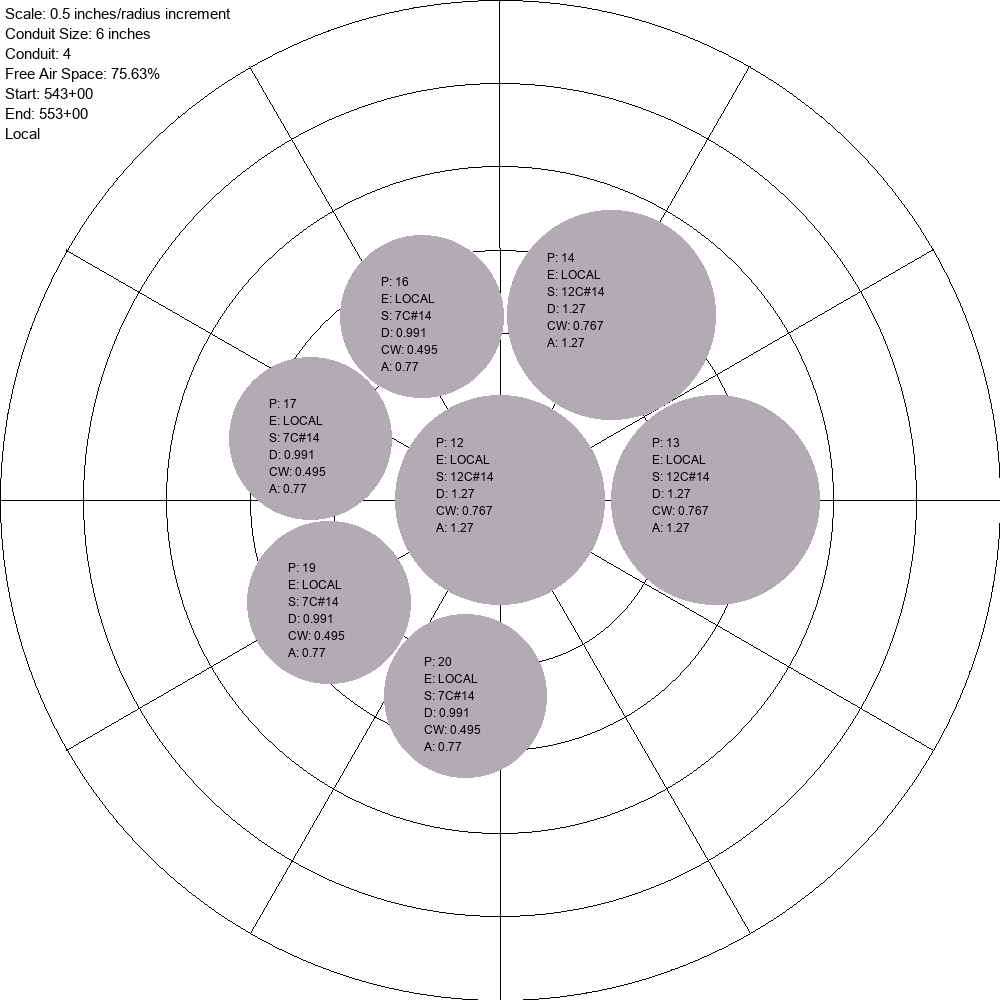 Scale: 0.5 inches/radius increment
Conduit Size: 6 inches
Conduit: 4
Free Air Space: 75.63%
Start: 543+00
End: 553+00
Local
P: 14
E: LOCAL
S: 12C#14
D: 1.27
CW: 0.767
A: 1.27
P: 16
E: LOCAL
S: 7C#14
D: 0.991
CW: 0.495
A: 0.77
P: 17
E: LOCAL
S: 7C#14
D: 0.991
CW: 0.495
A: 0.77
P: 12
E: LOCAL
S: 12C#14
D: 1.27
CW: 0.767
A: 1.27
P: 13
E: LOCAL
S: 12C#14
D: 1.27
CW: 0.767
A: 1.27
P: 19
E: LOCAL
S: 7C#14
D: 0.991
CW: 0.495
A: 0.77
P: 20
E: LOCAL
S: 7C#14
D: 0.991
CW: 0.495
A: 0.77